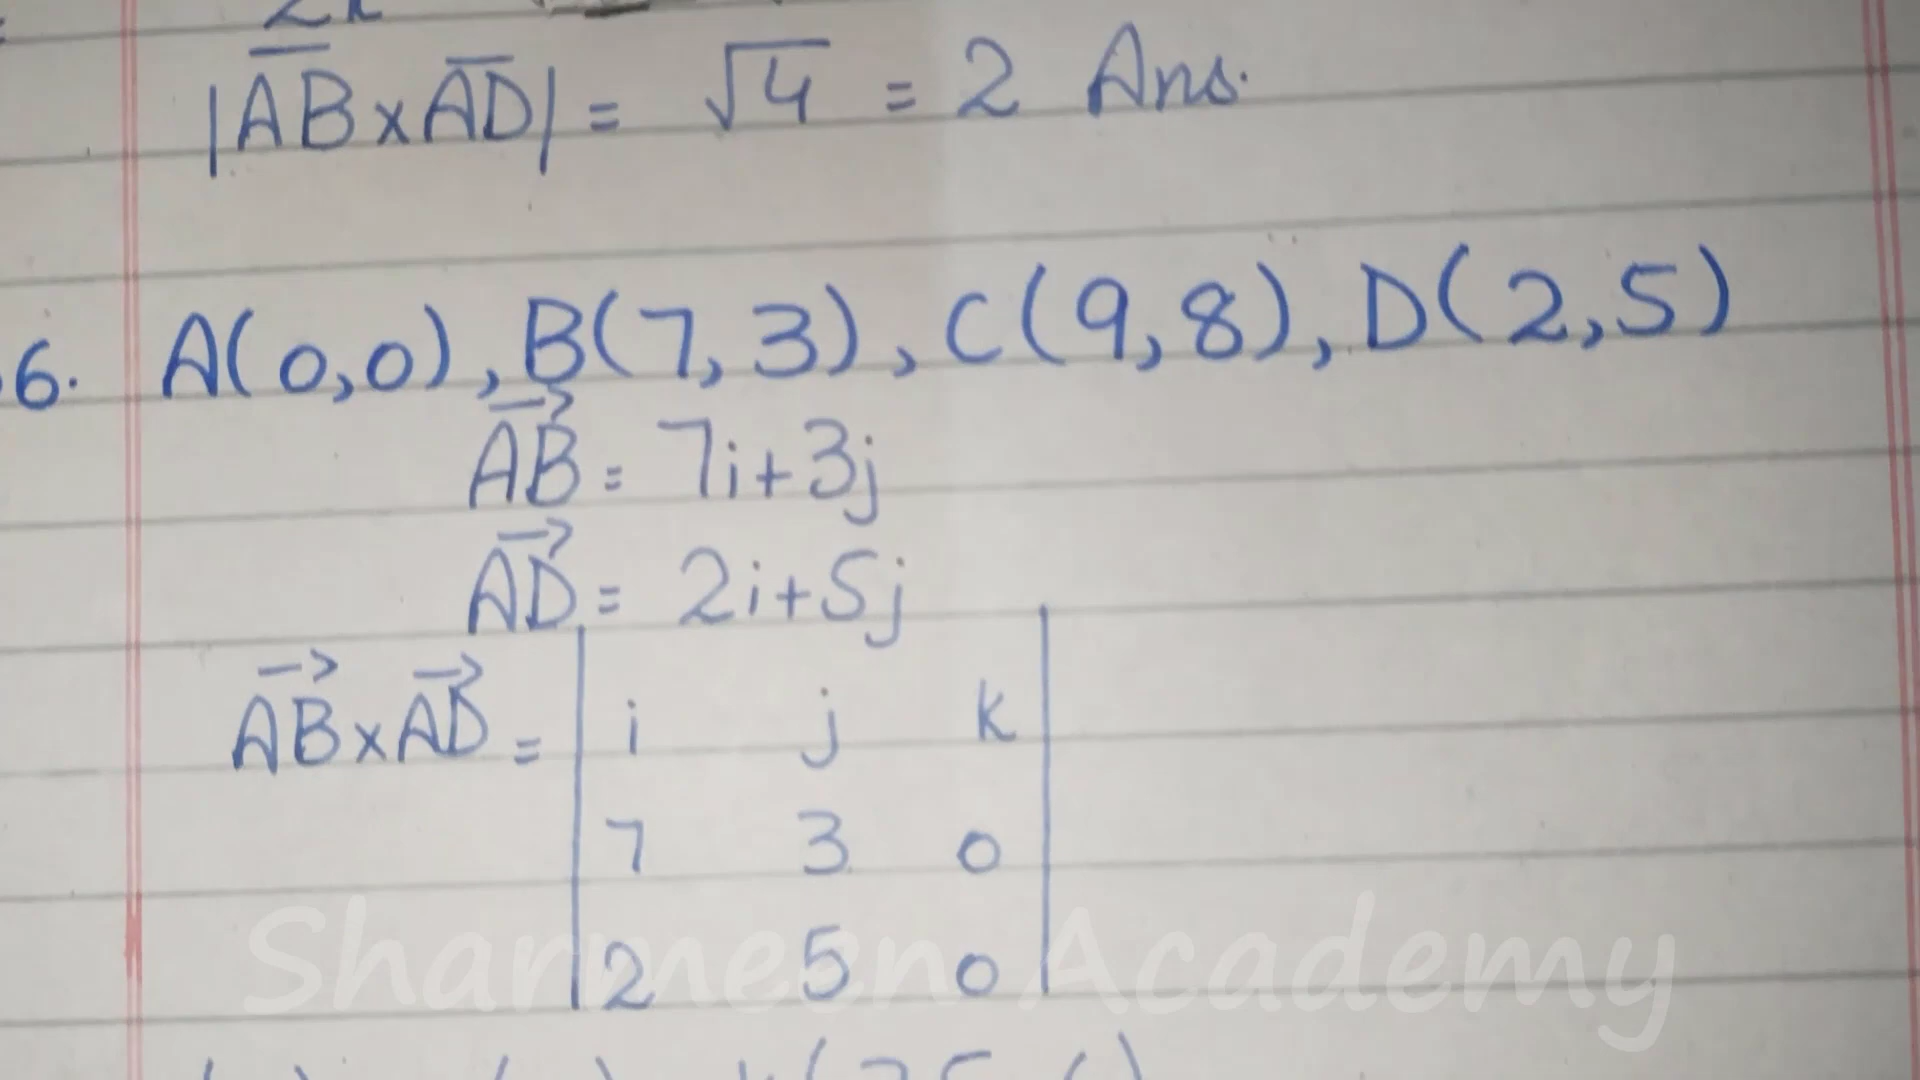 |AB×AD| = √4 = 2 Ans.
6. A(0,0), B(7,3), C(9,8), D(2,5)
AB = 7i+3j
AD = 2i+5j
AB×AD = | i j k |
7 3 0
2 5 0
Sharmeen Academy